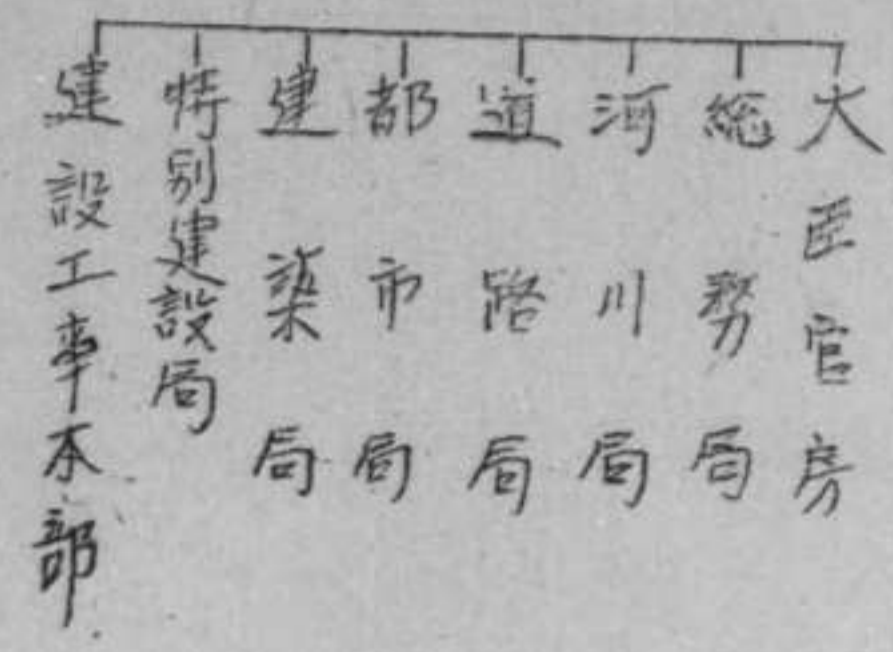 大臣官房
総務局
河川局
道路局
都市局
建築局
特別建設局
建設工事本部